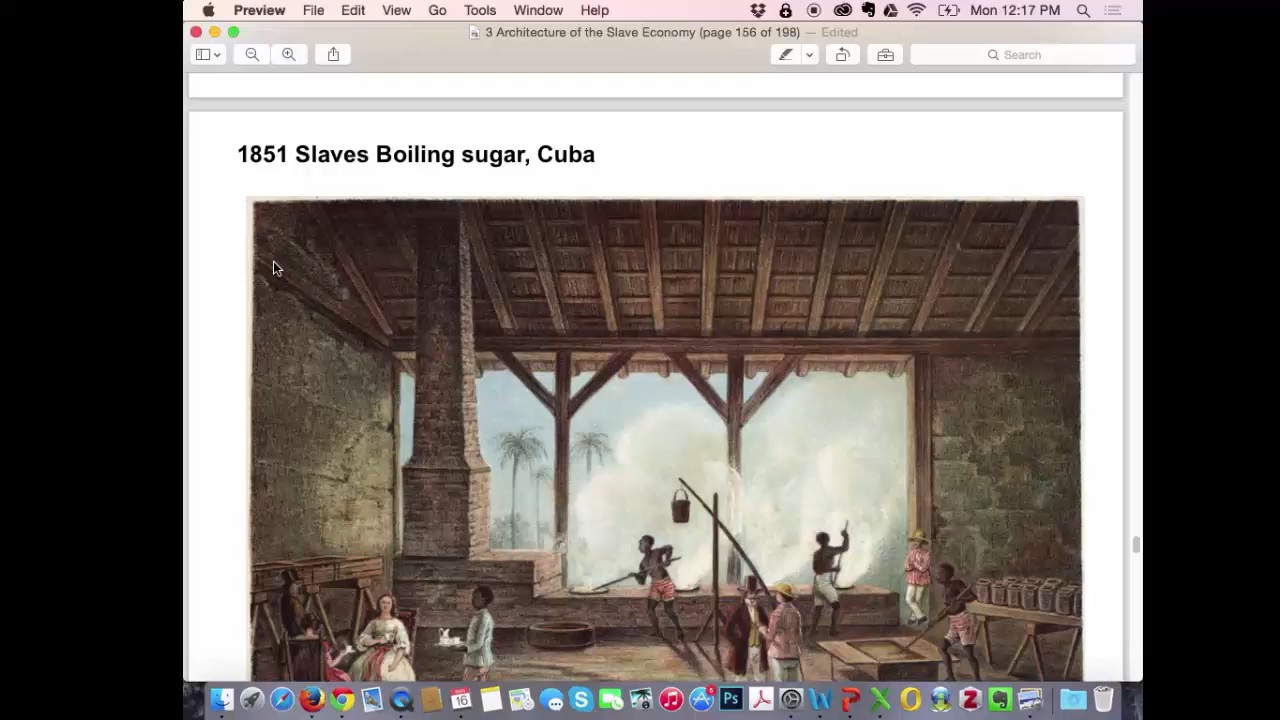 Preview File Edit View Go Tools Window Help Mon 12:17 PM
3 Architecture of the Slave Economy (page 156 of 198) — Edited
Search
1851 Slaves Boiling sugar, Cuba
16